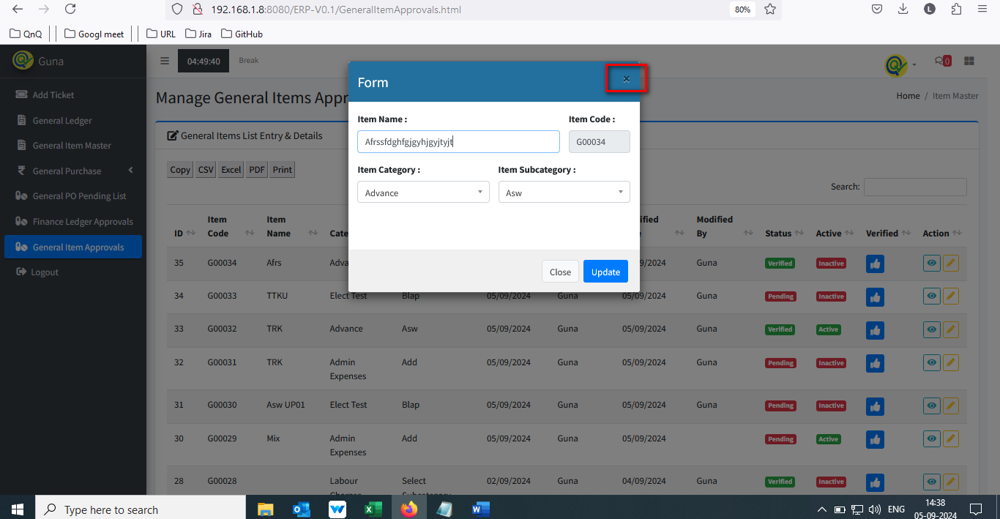 192.168.1.8:8080/ERP-V0.1/GeneralItemApprovals.html 80% L
QnQ Googl meet URL Jira GitHub
Guna 04:49:40 Break 0
Manage General Items Appr Home / Item Master
Add Ticket
General Ledger
General Item Master
General Purchase
General PO Pending List
Finance Ledger Approvals
General Item Approvals
Logout
General Items List Entry & Details
Copy CSV Excel PDF Print
Search:
Form ×
Item Name : Item Code :
Afrssfdghfgjgyhjgyjtyjt G00034
Item Category : Item Subcategory :
Advance Asw
Close Update
ID Item Code Item Name Cate ified Modified By Status Active Verified Action
35 G00034 Afrs Adva /09/2024 Guna Verified Inactive
34 G00033 TTKU Elect Test Blap 05/09/2024 Guna 05/09/2024 Guna Pending Inactive
33 G00032 TRK Advance Asw 05/09/2024 Guna 05/09/2024 Guna Verified Active
32 G00031 TRK Admin Expenses Add 05/09/2024 Guna 05/09/2024 Guna Pending Inactive
31 G00030 Asw UP01 Elect Test Blap 05/09/2024 Guna 05/09/2024 Guna Pending Inactive
30 G00029 Mix Admin Expenses Add 05/09/2024 Guna 05/09/2024 Pending Active
28 G00028 Labour Select 02/09/2024 Guna 04/09/2024 Guna Verified Inactive
Type here to search ENG 14:38
05-09-2024